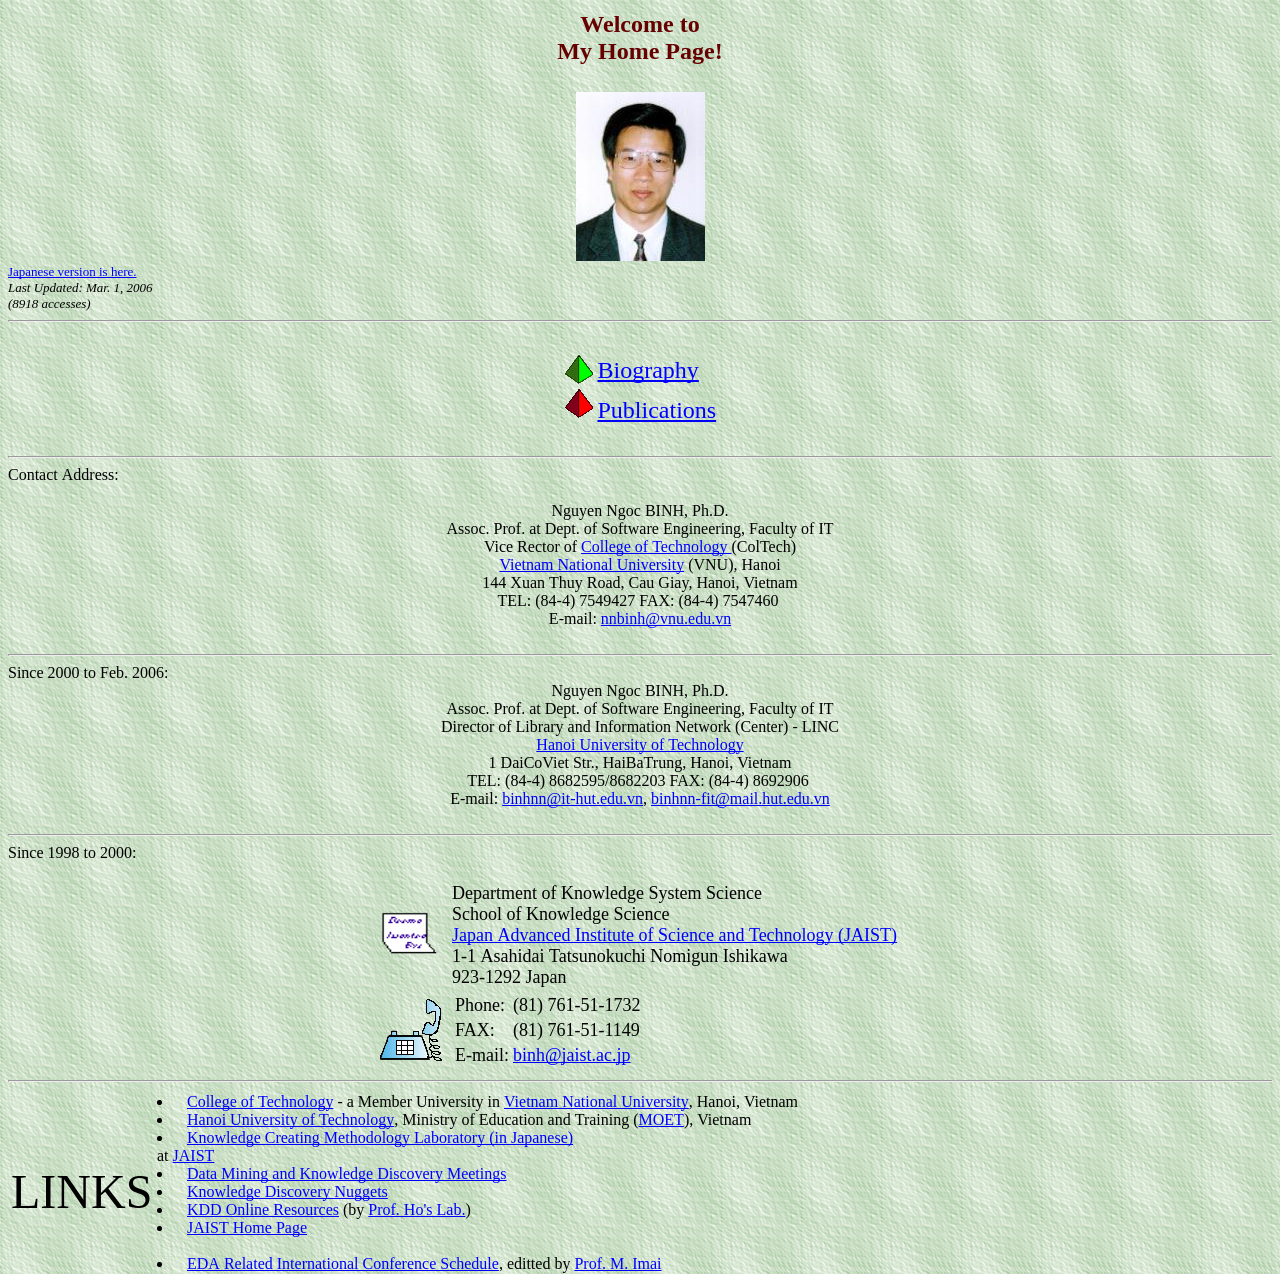 Welcome to
My Home Page!
Japanese version is here.
Last Updated: Mar. 1, 2006
(8918 accesses)
Biography
Publications
Contact Address:
Nguyen Ngoc BINH, Ph.D.
Assoc. Prof. at Dept. of Software Engineering, Faculty of IT
Vice Rector of College of Technology (ColTech)
Vietnam National University (VNU), Hanoi
144 Xuan Thuy Road, Cau Giay, Hanoi, Vietnam
TEL: (84-4) 7549427 FAX: (84-4) 7547460
E-mail: nnbinh@vnu.edu.vn
Since 2000 to Feb. 2006:
Nguyen Ngoc BINH, Ph.D.
Assoc. Prof. at Dept. of Software Engineering, Faculty of IT
Director of Library and Information Network (Center) - LINC
Hanoi University of Technology
1 DaiCoViet Str., HaiBaTrung, Hanoi, Vietnam
TEL: (84-4) 8682595/8682203 FAX: (84-4) 8692906
E-mail: binhnn@it-hut.edu.vn, binhnn-fit@mail.hut.edu.vn
Since 1998 to 2000:
Department of Knowledge System Science
School of Knowledge Science
Japan Advanced Institute of Science and Technology (JAIST)
1-1 Asahidai Tatsunokuchi Nomigun Ishikawa
923-1292 Japan
Phone: (81) 761-51-1732
FAX: (81) 761-51-1149
E-mail: binh@jaist.ac.jp
LINKS
College of Technology - a Member University in Vietnam National University, Hanoi, Vietnam
Hanoi University of Technology, Ministry of Education and Training (MOET), Vietnam
Knowledge Creating Methodology Laboratory (in Japanese)
at JAIST
Data Mining and Knowledge Discovery Meetings
Knowledge Discovery Nuggets
KDD Online Resources (by Prof. Ho's Lab.)
JAIST Home Page
EDA Related International Conference Schedule, editted by Prof. M. Imai